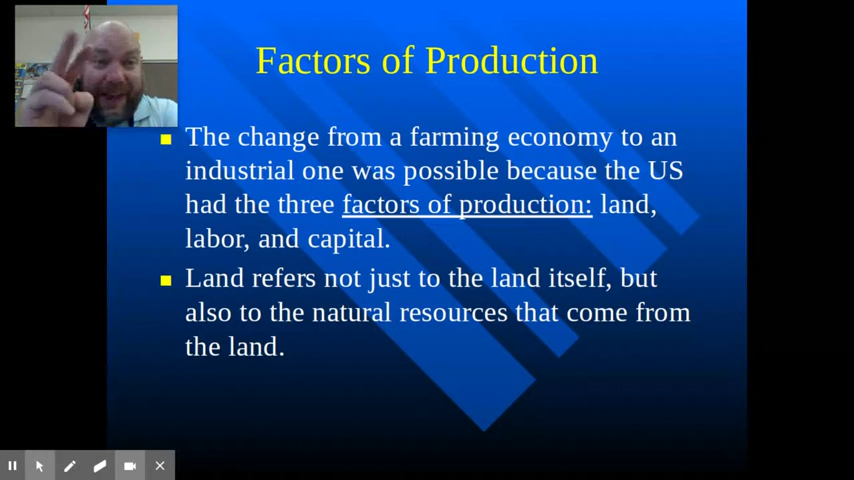 Factors of Production
The change from a farming economy to an
industrial one was possible because the US
had the three factors of production: land,
labor, and capital.
Land refers not just to the land itself, but
also to the natural resources that come from
the land.